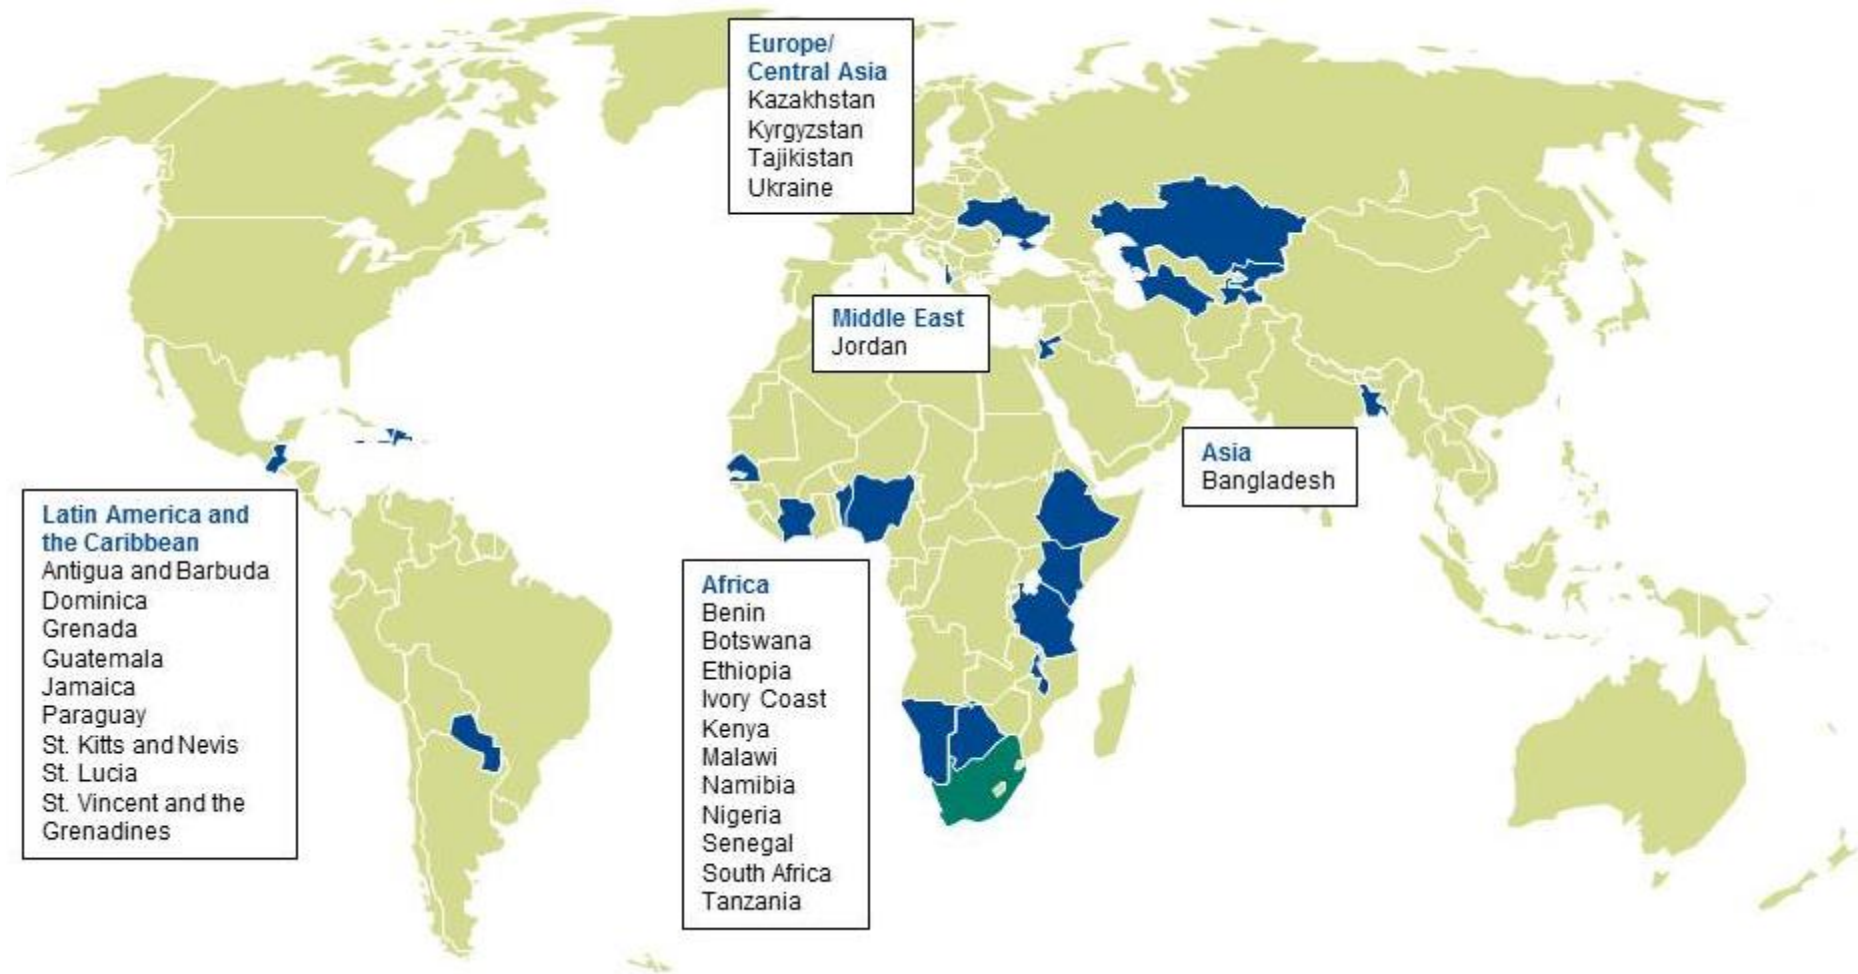 Europe/
Central Asia
Kazakhstan
Kyrgyzstan
Tajikistan
Ukraine
Middle East
Jordan
Asia
Bangladesh
Latin America and
the Caribbean
Antigua and Barbuda
Dominica
Grenada
Guatemala
Jamaica
Paraguay
St. Kitts and Nevis
St. Lucia
St. Vincent and the
Grenadines
Africa
Benin
Botswana
Ethiopia
Ivory Coast
Kenya
Malawi
Namibia
Nigeria
Senegal
South Africa
Tanzania